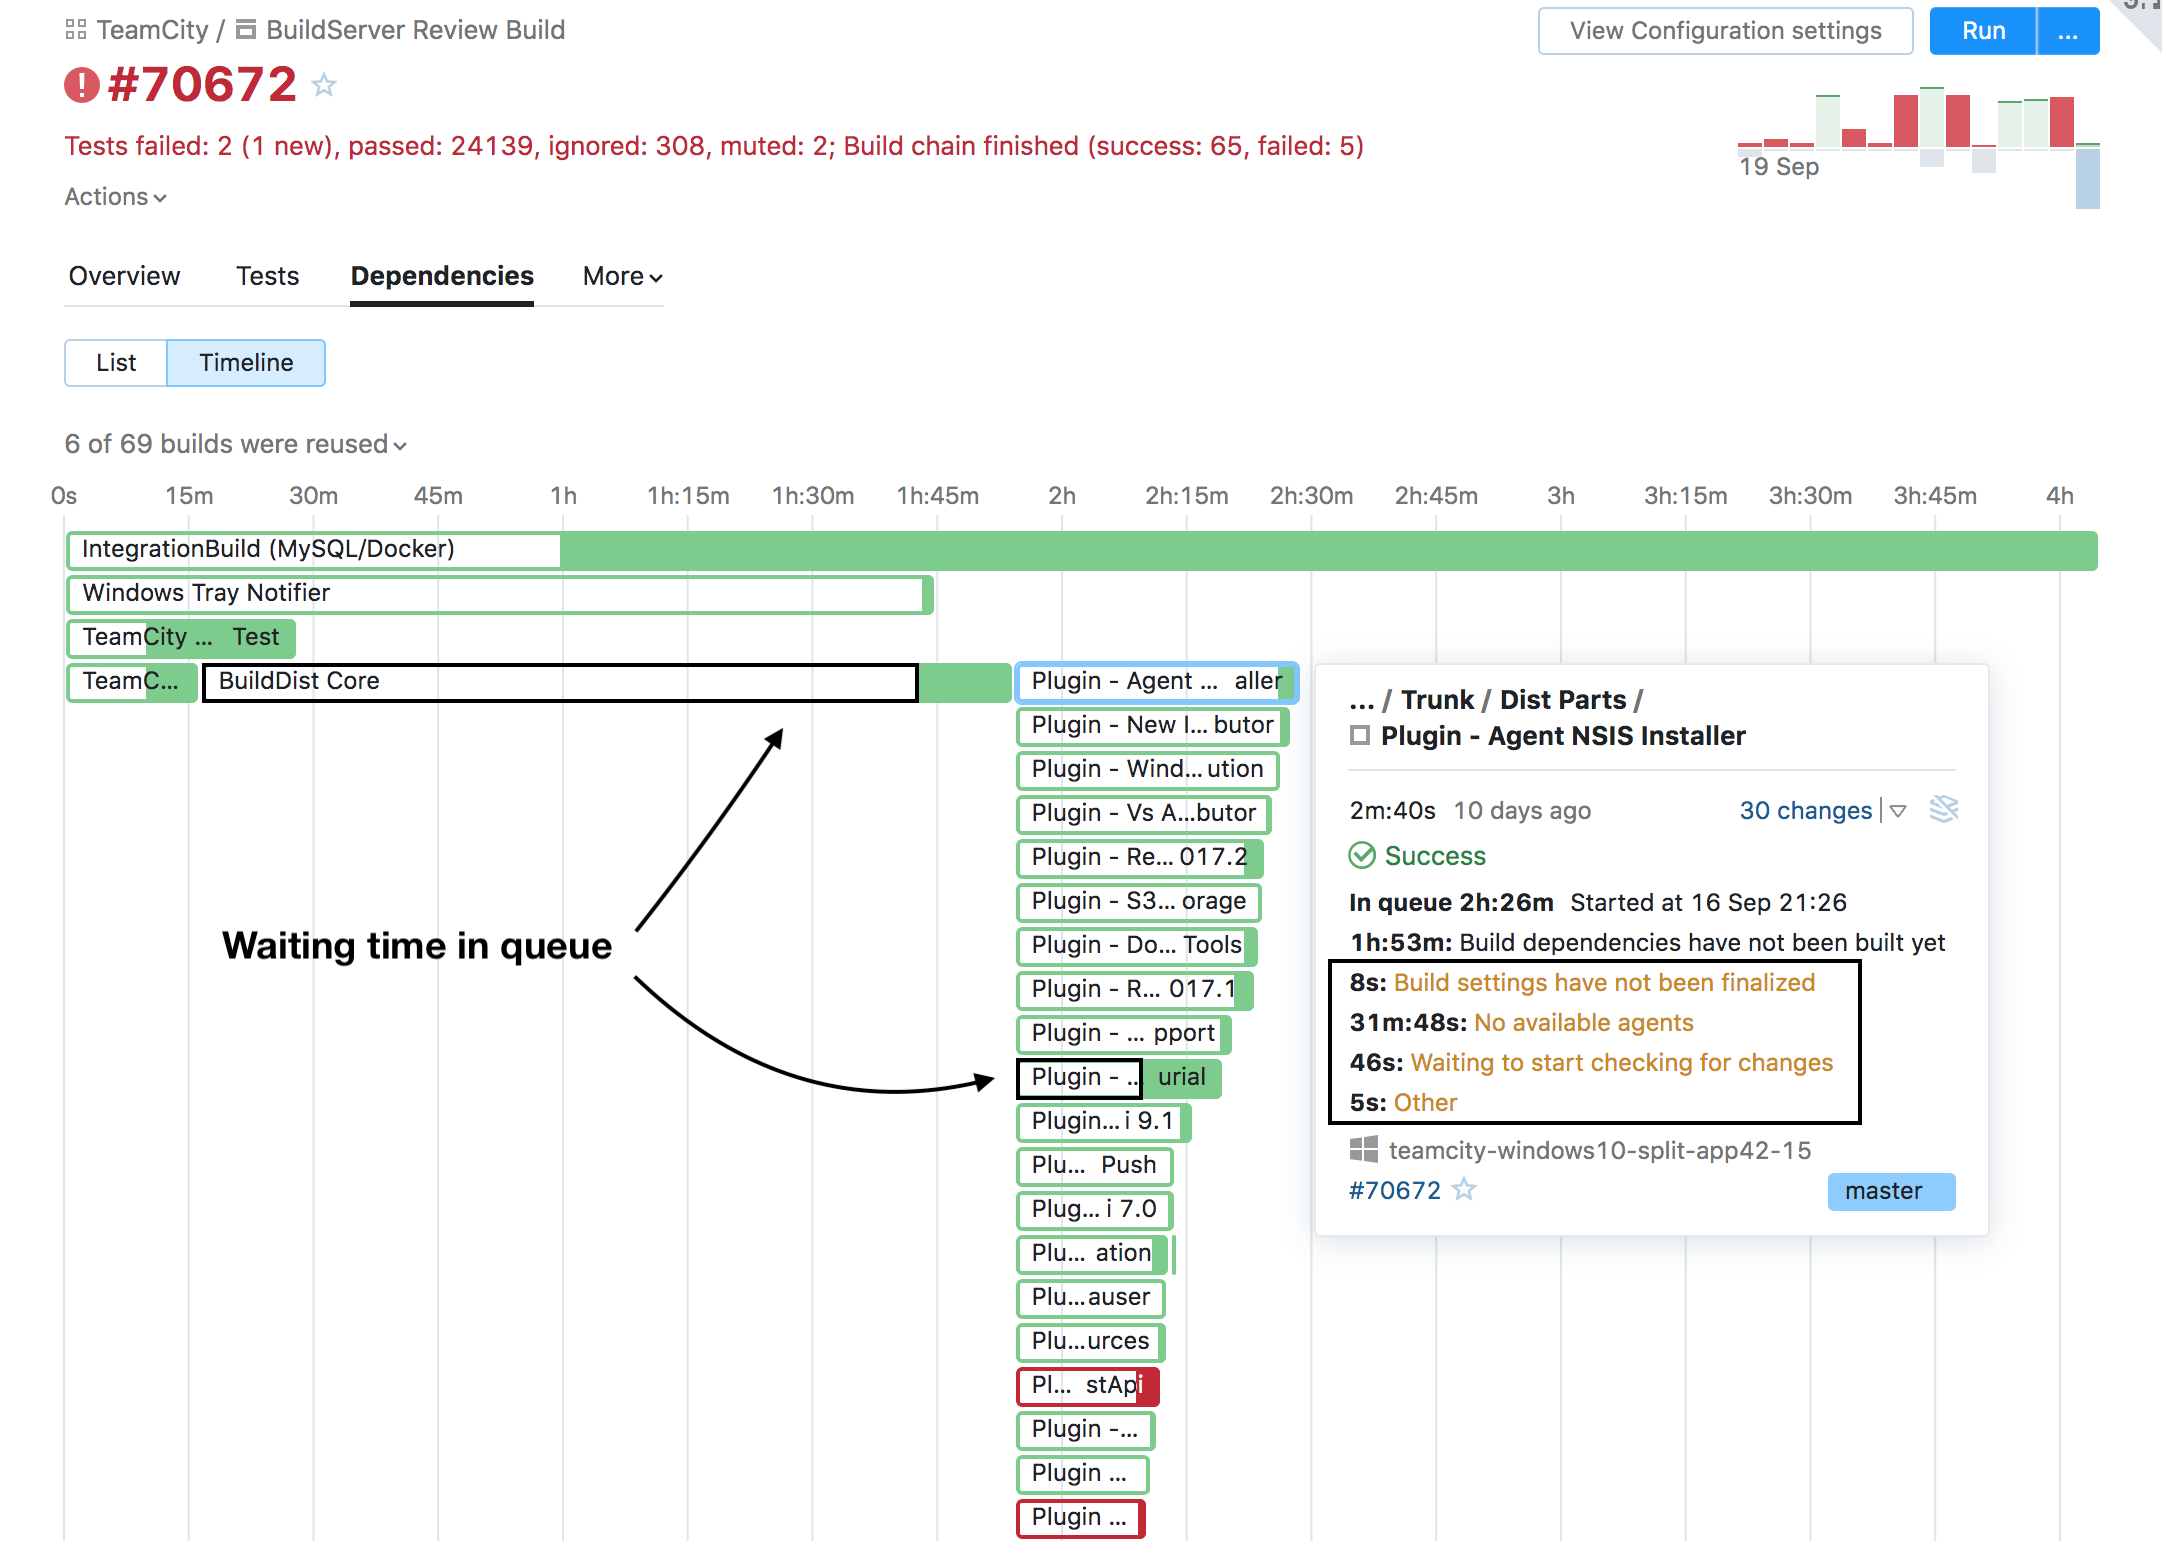 TeamCity / BuildServer Review Build
View Configuration settings
Run
...
#70672
Tests failed: 2 (1 new), passed: 24139, ignored: 308, muted: 2; Build chain finished (success: 65, failed: 5)
19 Sep
Actions
Overview Tests Dependencies More
List Timeline
6 of 69 builds were reused
0s 15m 30m 45m 1h 1h:15m 1h:30m 1h:45m 2h 2h:15m 2h:30m 2h:45m 3h 3h:15m 3h:30m 3h:45m 4h
IntegrationBuild (MySQL/Docker)
Windows Tray Notifier
TeamCity ... Test
TeamC... BuildDist Core Plugin - Agent ... aller
Plugin - New I... butor
Plugin - Wind... ution
Plugin - Vs A...butor
Plugin - Re... 017.2
Plugin - S3... orage
Plugin - Do... Tools
Plugin - R... 017.1
Plugin - ... pport
Plugin - ... urial
Plugin... i 9.1
Plu... Push
Plug... i 7.0
Plu... ation
Plu...auser
Plu...urces
Pl... stApi
Plugin -...
Plugin ...
Plugin ...
Waiting time in queue
... / Trunk / Dist Parts /
Plugin - Agent NSIS Installer
2m:40s 10 days ago 30 changes
Success
In queue 2h:26m Started at 16 Sep 21:26
1h:53m: Build dependencies have not been built yet
8s: Build settings have not been finalized
31m:48s: No available agents
46s: Waiting to start checking for changes
5s: Other
teamcity-windows10-split-app42-15
#70672 master